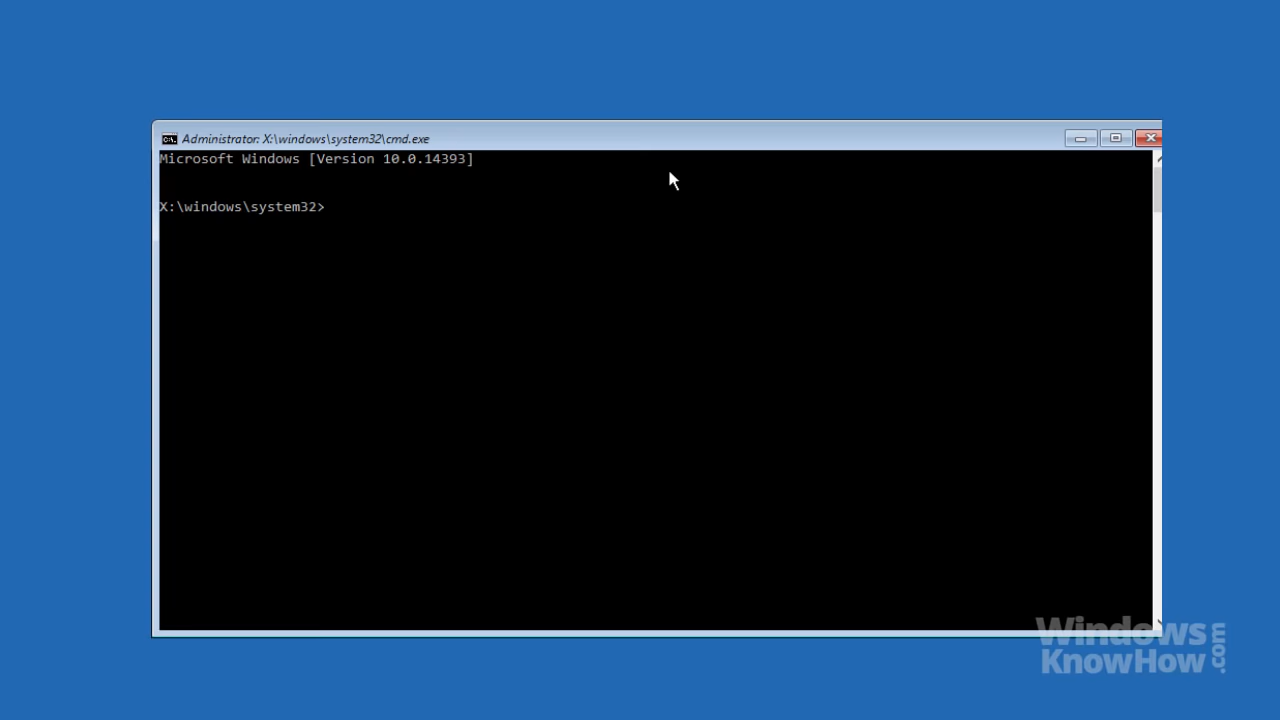 Administrator: X:\windows\system32\cmd.exe
Microsoft Windows [Version 10.0.14393]
X:\windows\system32>
Windows
KnowHow.com